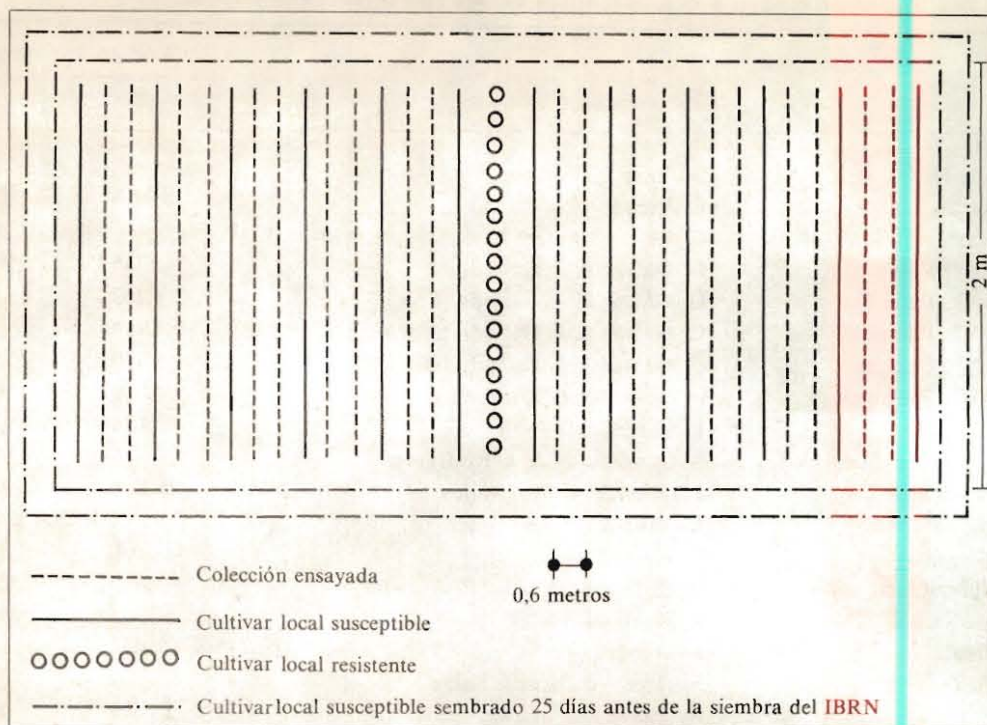 2 m
0,6 metros
Colección ensayada
Cultivar local susceptible
Cultivar local resistente
Cultivar local susceptible sembrado 25 días antes de la siembra del IBRN